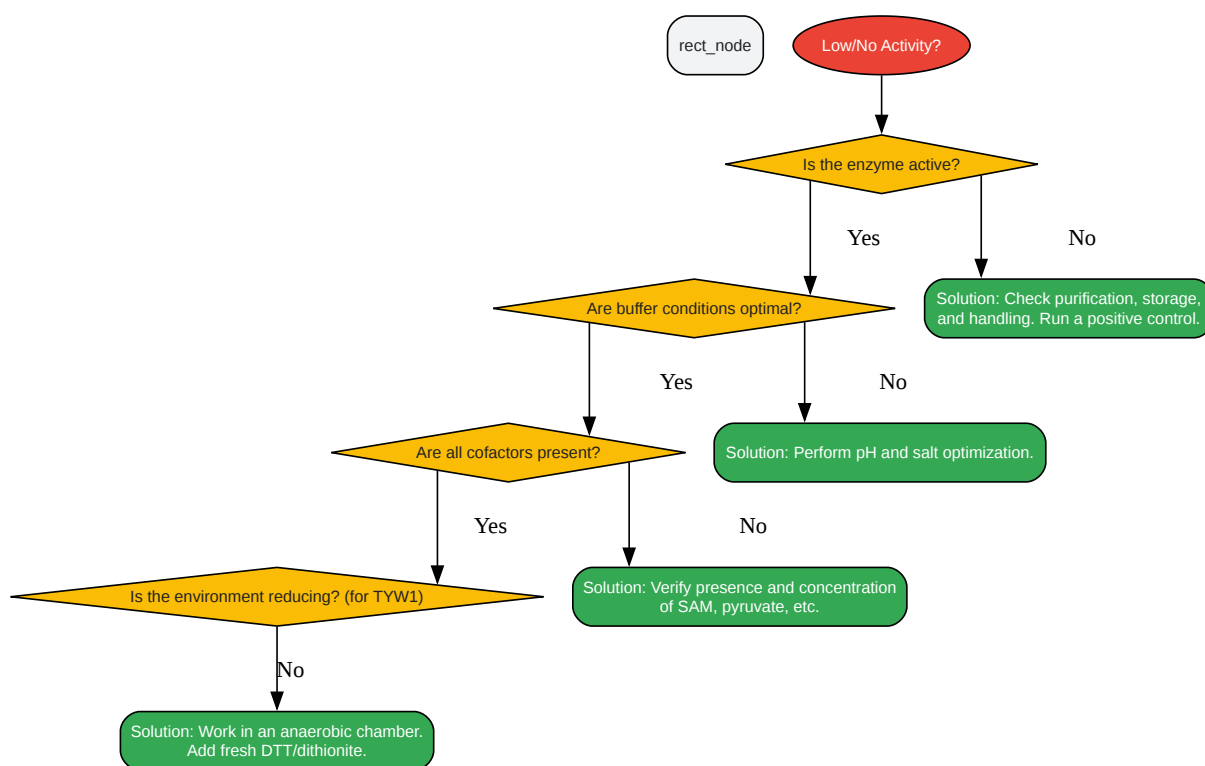 rect_node
Low/No Activity?
Is the enzyme active?
Yes
No
Solution: Check purification, storage,
and handling. Run a positive control.
Are buffer conditions optimal?
Yes
No
Solution: Perform pH and salt optimization.
Are all cofactors present?
Yes
No
Solution: Verify presence and concentration
of SAM, pyruvate, etc.
Is the environment reducing? (for TYW1)
No
Solution: Work in an anaerobic chamber.
Add fresh DTT/dithionite.